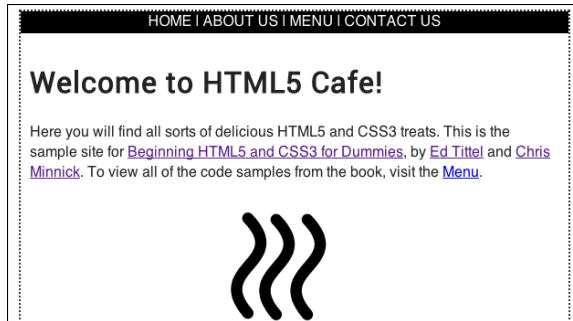 HOME | ABOUT US | MENU | CONTACT US
Welcome to HTML5 Cafe!
Here you will find all sorts of delicious HTML5 and CSS3 treats. This is the
sample site for Beginning HTML5 and CSS3 for Dummies, by Ed Tittel and Chris
Minnick. To view all of the code samples from the book, visit the Menu.